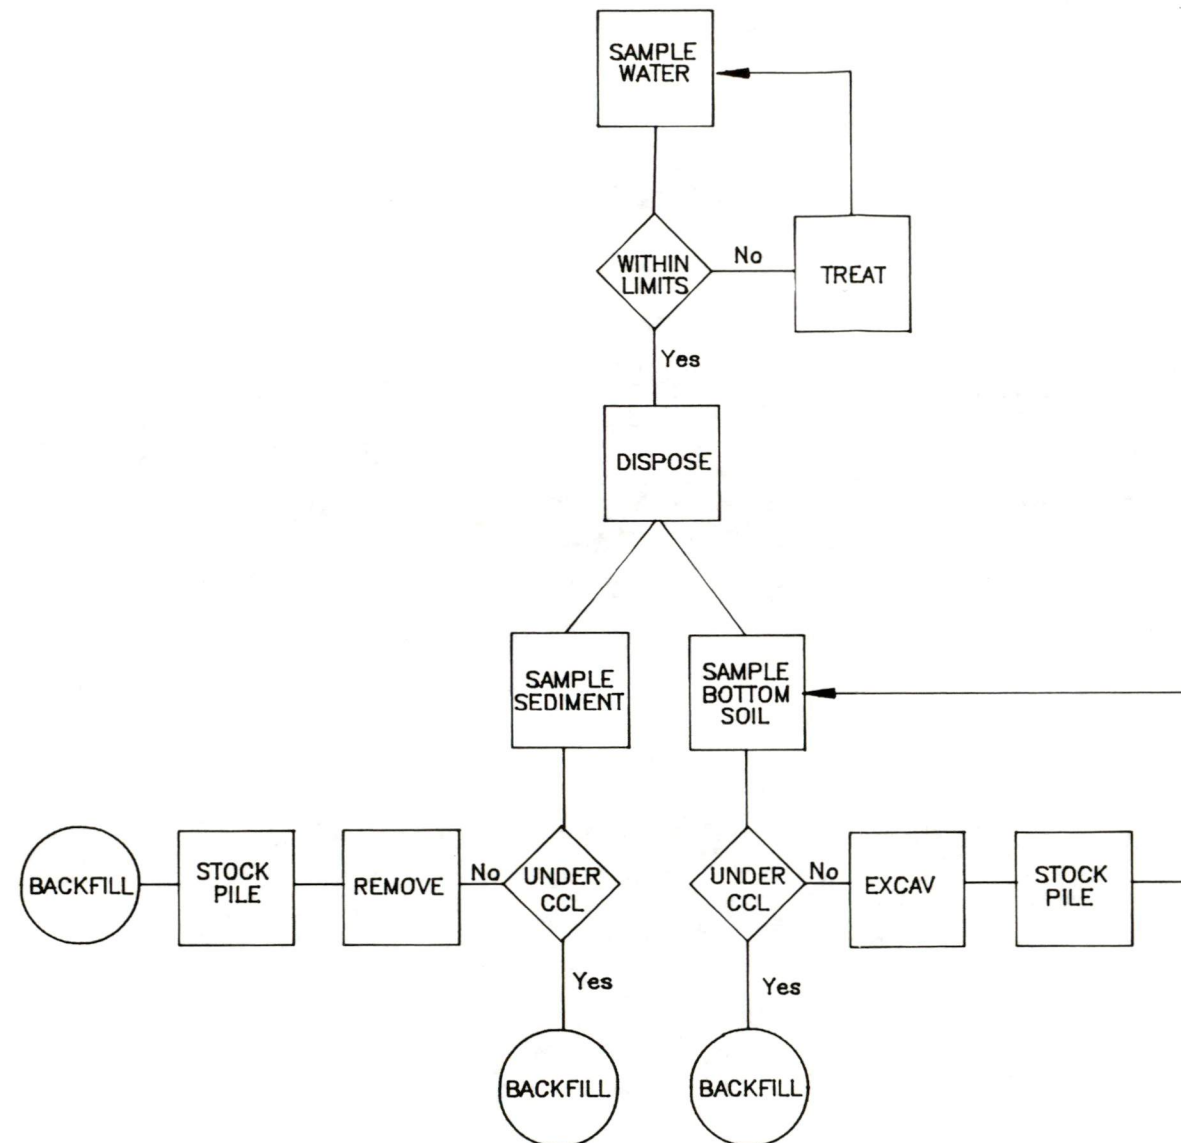 SAMPLE
WATER
WITHIN
LIMITS
No
TREAT
Yes
DISPOSE
SAMPLE
SEDIMENT
SAMPLE
BOTTOM
SOIL
BACKFILL
STOCK
PILE
REMOVE
No
UNDER
CCL
UNDER
CCL
No
EXCAV
STOCK
PILE
Yes
Yes
BACKFILL
BACKFILL